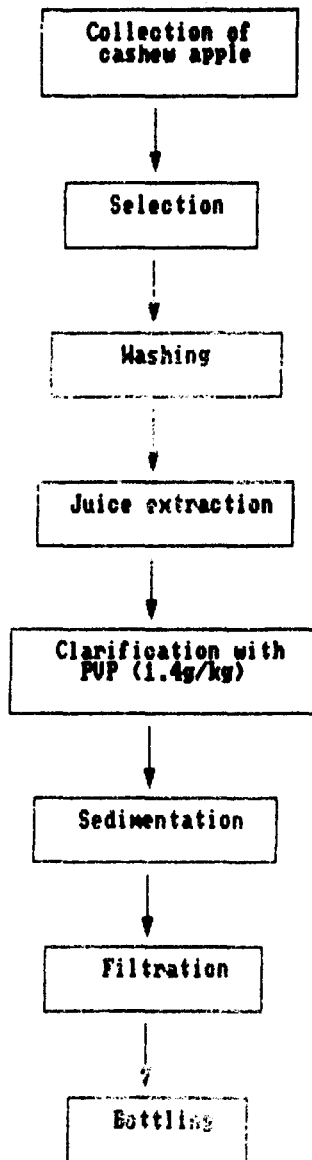 Collection of
cashew apple
Selection
Washing
Juice extraction
Clarification with
PVP (1.4g/kg)
Sedimentation
Filtration
Bottling